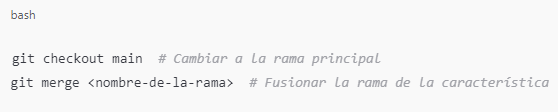 bash
git checkout main  # Cambiar a la rama principal
git merge <nombre-de-la-rama>  # Fusionar la rama de la característica